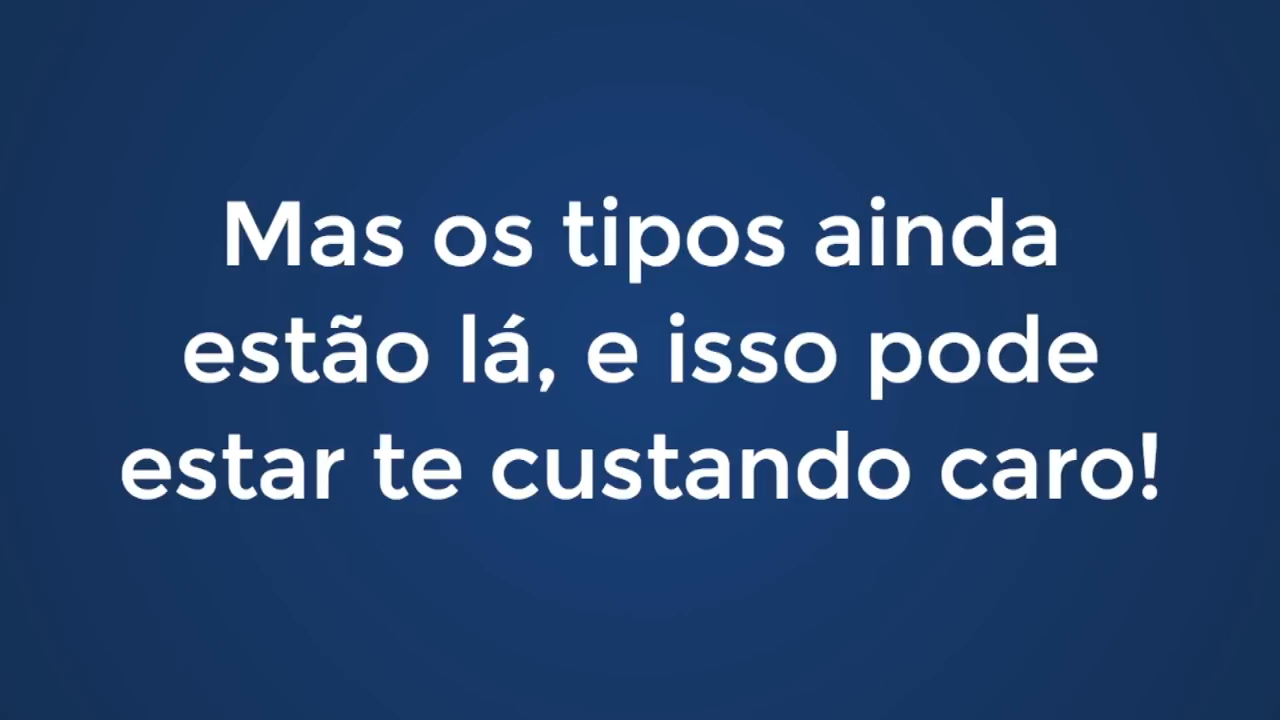 Mas os tipos ainda
estão lá, e isso pode
estar te custando caro!